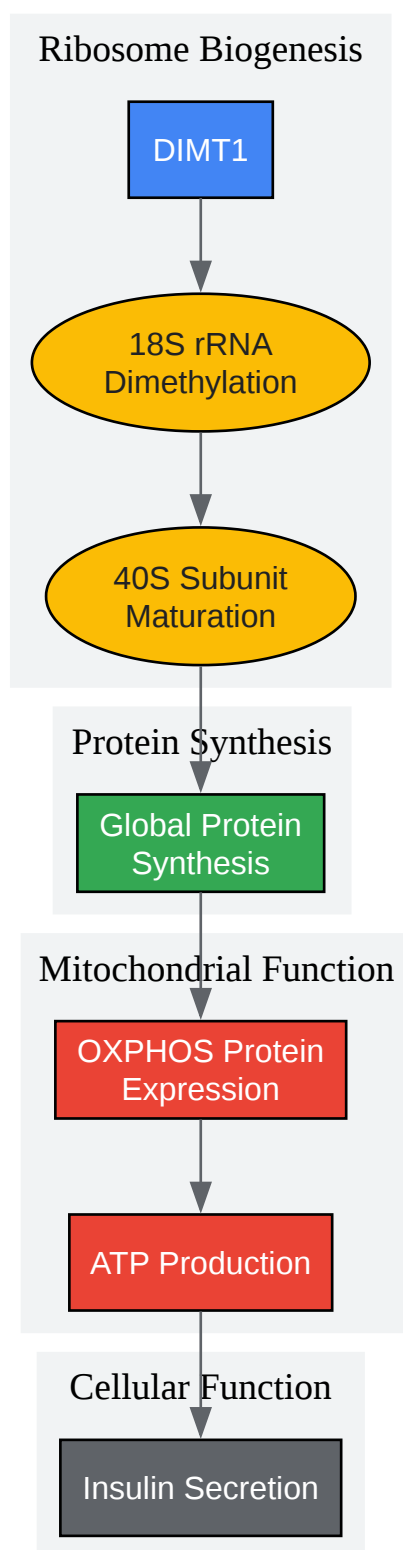 Ribosome Biogenesis
DIMT1
18S rRNA
Dimethylation
40S Subunit
Maturation
Protein Synthesis
Global Protein
Synthesis
Mitochondrial Function
OXPHOS Protein
Expression
ATP Production
Cellular Function
Insulin Secretion